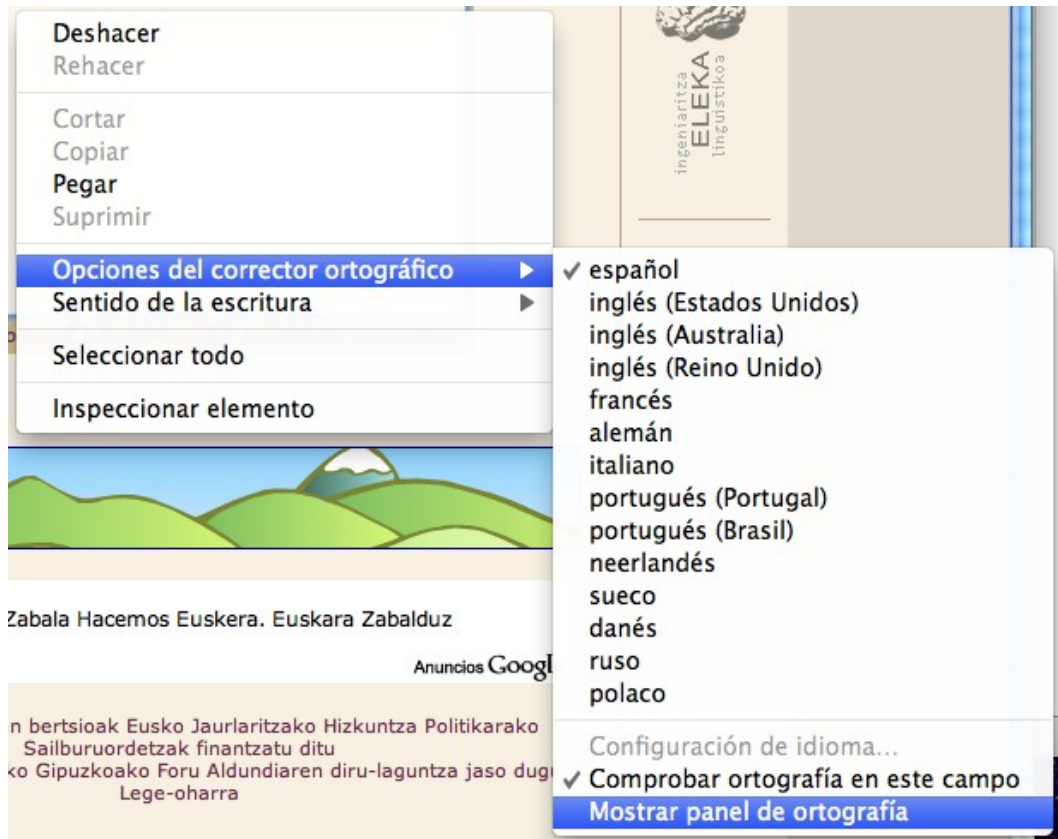 Deshacer
Rehacer
Cortar
Copiar
Pegar
Suprimir
Opciones del corrector ortográfico
Sentido de la escritura
Seleccionar todo
Inspeccionar elemento
ingeniaritza
ELEKA
linguistikoa
español
inglés (Estados Unidos)
inglés (Australia)
inglés (Reino Unido)
francés
alemán
italiano
portugués (Portugal)
portugués (Brasil)
neerlandés
sueco
danés
ruso
polaco
Configuración de idioma...
Comprobar ortografía en este campo
Mostrar panel de ortografía
Zabala Hacemos Euskera. Euskara Zabalduz
Anuncios Googl
n bertsioak Eusko Jaurlaritzako Hizkuntza Politikarako
Sailburuordetzak finantzatu ditu
ko Gipuzkoako Foru Aldundiaren diru-laguntza jaso dugu
Lege-oharra